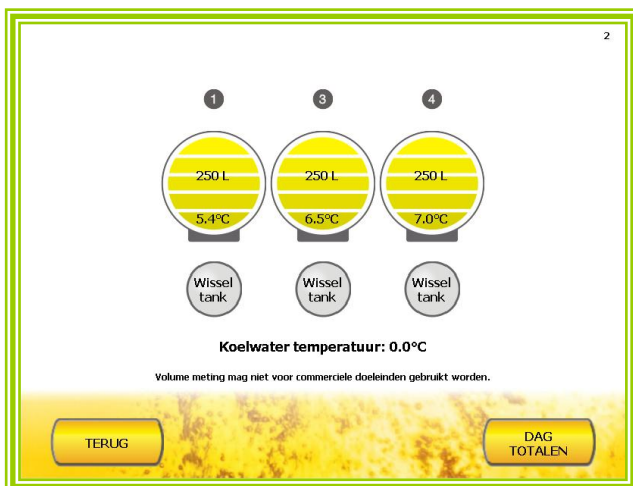 2
1 3 4
250 L 250 L 250 L
5.4°C 6.5°C 7.0°C
Wissel Wissel Wissel
tank tank tank
Koelwater temperatuur: 0.0°C
Volume meting mag niet voor commerciele doeleinden gebruikt worden.
TERUG
DAG
TOTALEN